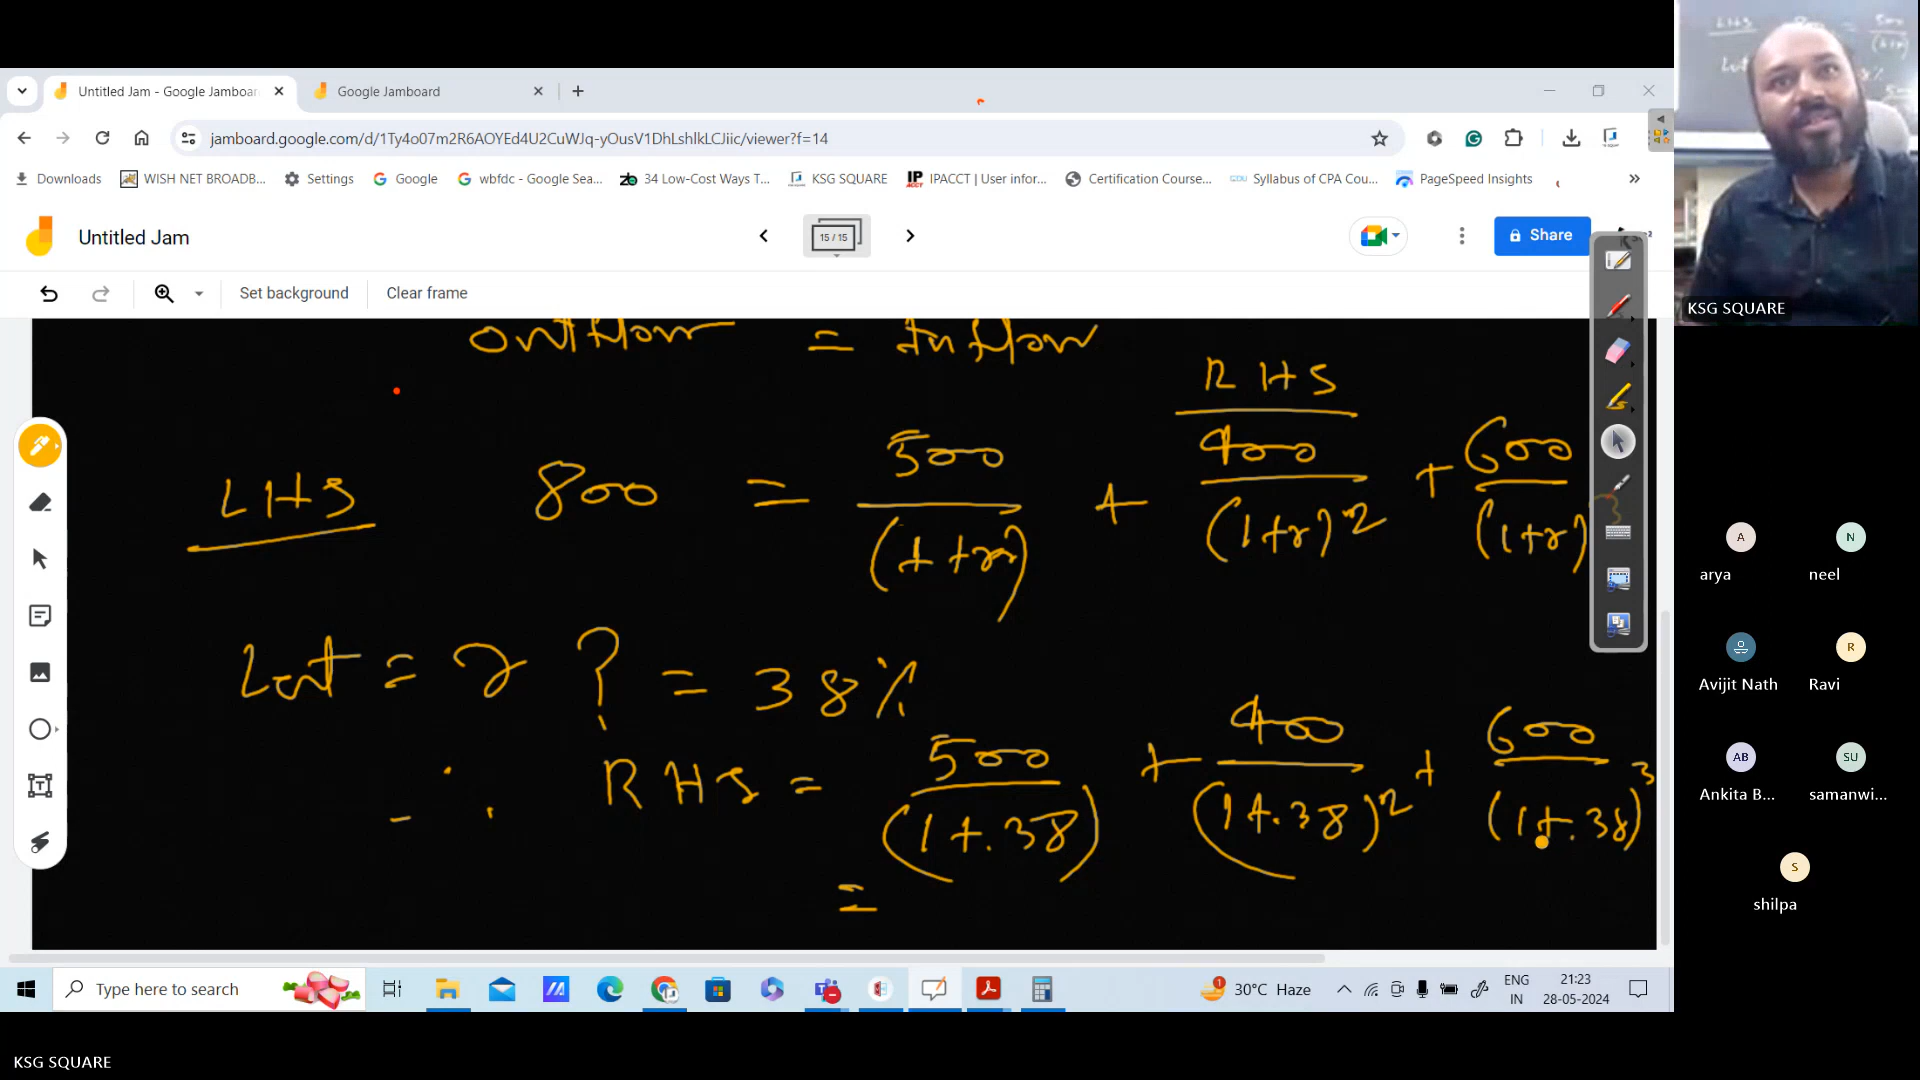 Untitled Jam - Google Jamboar
Google Jamboard
jamboard.google.com/d/1Ty4o07m2R6AOYEd4U2CuWJq-yOusV1DhLshlkLCJiic/viewer?f=14
Downloads WISH NET BROADB... Settings Google wbfdc - Google Sea... 34 Low-Cost Ways T... KSG SQUARE IPACCT | User infor... Certification Course... Syllabus of CPA Cou... PageSpeed Insights
Untitled Jam
15 / 15
Share
Set background Clear frame
outflow = Inflow
RHS
LHS 800 = 500/(1+r) + 400/(1+r)^2 + 600/(1+r)^3
Let = r ? = 38%
RHS = 500/(1+.38) + 400/(1+.38)^2 + 600/(1+.38)^3
=
Type here to search
30°C Haze
ENG
IN
21:23
28-05-2024
KSG SQUARE
KSG SQUARE
A
arya
N
neel
Avijit Nath
R
Ravi
AB
Ankita B...
SU
samanwi...
S
shilpa